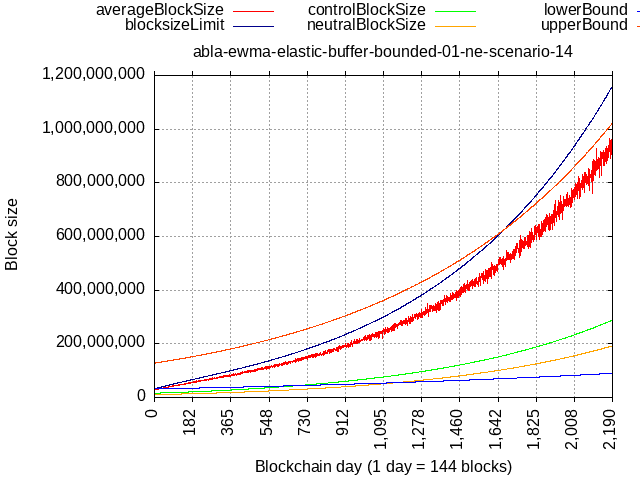 averageBlockSize controlBlockSize lowerBound
blocksizeLimit neutralBlockSize upperBound
abla-ewma-elastic-buffer-bounded-01-ne-scenario-14
1,200,000,000
1,000,000,000
800,000,000
600,000,000
400,000,000
200,000,000
0
Block size
0 182 365 548 730 912 1,095 1,278 1,460 1,642 1,825 2,008 2,190
Blockchain day (1 day = 144 blocks)